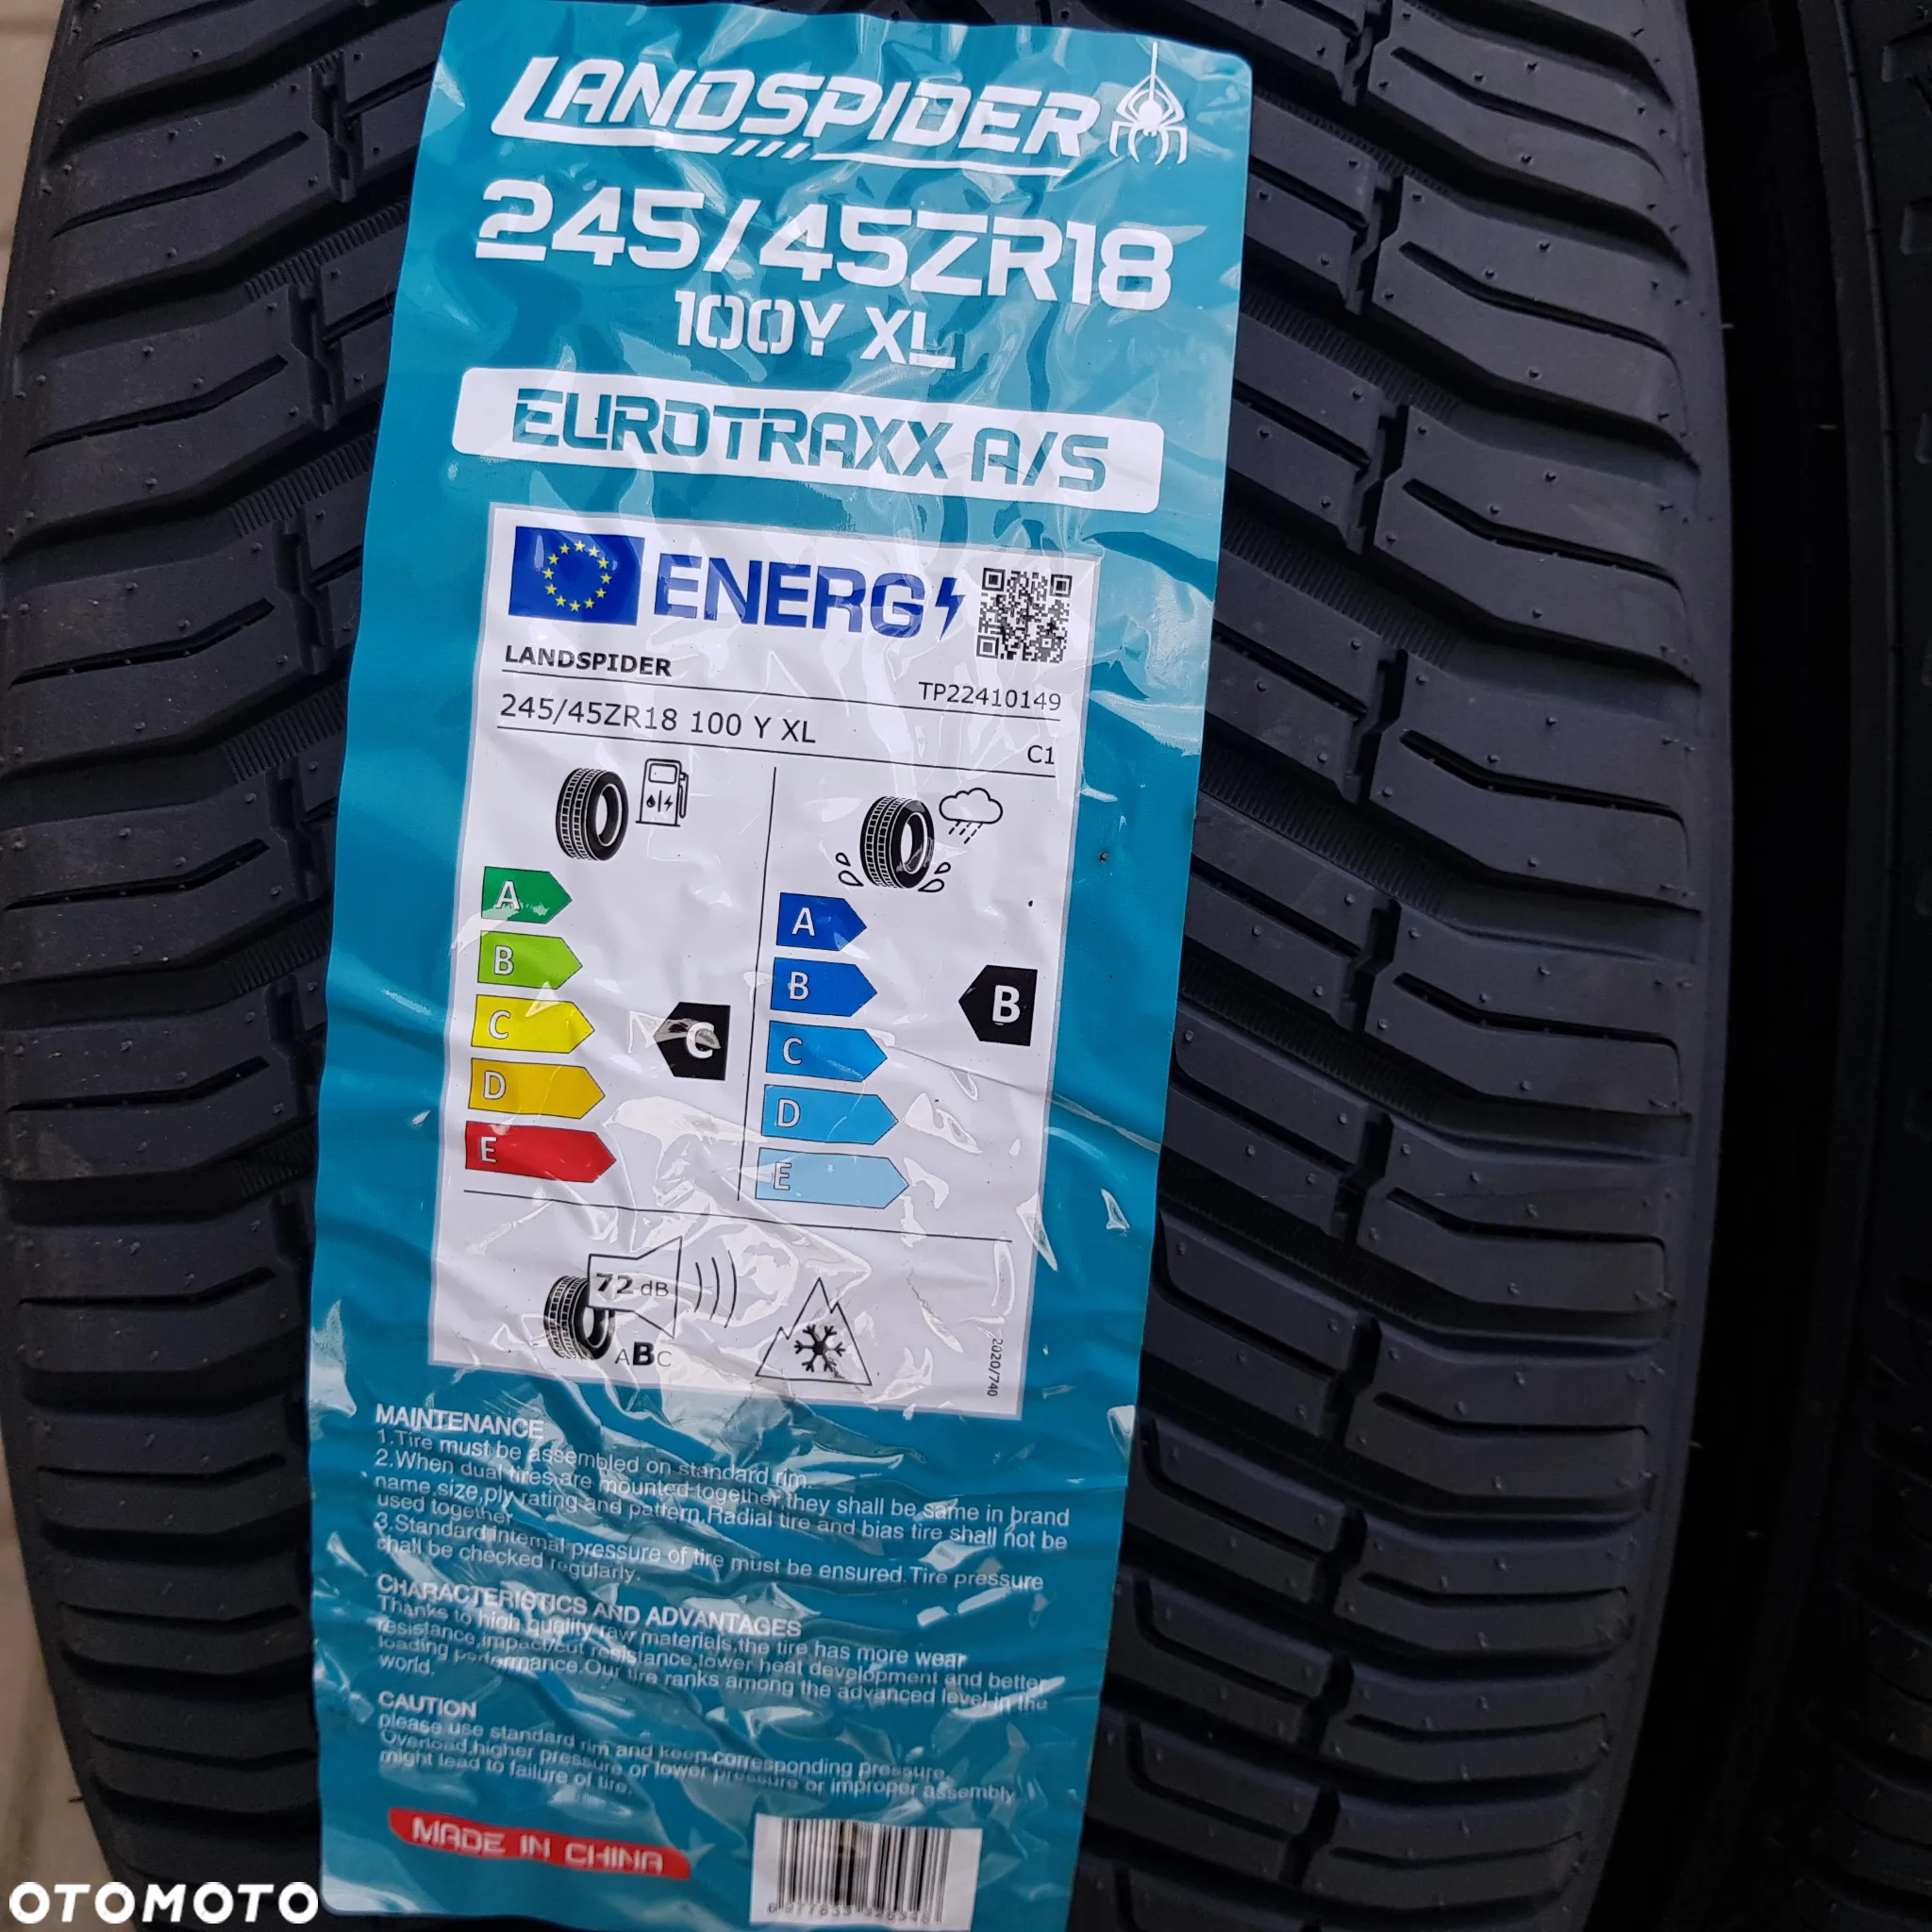 LANDSPIDER
245/45ZR18
100Y XL
EUROTRAXX A/S
ENERG
LANDSPIDER
TP22410149
245/45ZR18 100 Y XL
C1
A
B
C
D
E
C
A
B
C
D
E
B
72 dB
ABC
2020/740
MAINTENANCE
1.Tire must be assembled on standard rim.
2.When dual tires are mounted together,they shall be same in brand
name,size,ply rating and pattern.Radial tire and bias tire shall not be
used together.
3.Standard internal pressure of tire must be ensured.Tire pressure
shall be checked regularly.
CHARACTERISTICS AND ADVANTAGES
Thanks to high quality raw materials,the tire has more wear
resistance,impact/cut resistance,lower heat development and better
loading performance.Our tire ranks among the advanced level in the
world.
CAUTION
please use standard rim and keep corresponding pressure.
Overload,higher pressure or lower pressure or improper assembly
might lead to failure of tire.
MADE IN CHINA
OTOMOTO